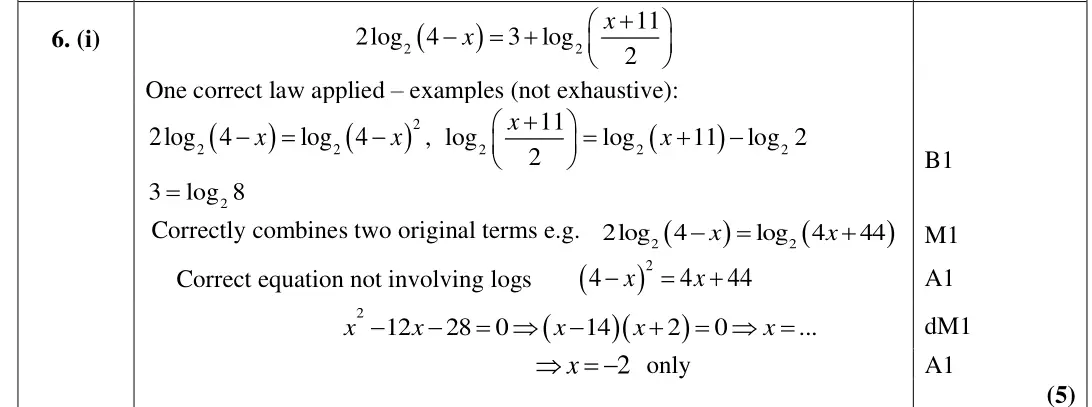 6. (i) 2log₂(4 − x) = 3 + log₂((x + 11)/2)
One correct law applied – examples (not exhaustive):
2log₂(4 − x) = log₂(4 − x)², log₂((x + 11)/2) = log₂(x + 11) − log₂2
B1
3 = log₂8
Correctly combines two original terms e.g. 2log₂(4 − x) = log₂(4x + 44) M1
Correct equation not involving logs (4 − x)² = 4x + 44 A1
x² − 12x − 28 = 0 ⇒ (x − 14)(x + 2) = 0 ⇒ x = ... dM1
⇒ x = −2 only A1
(5)